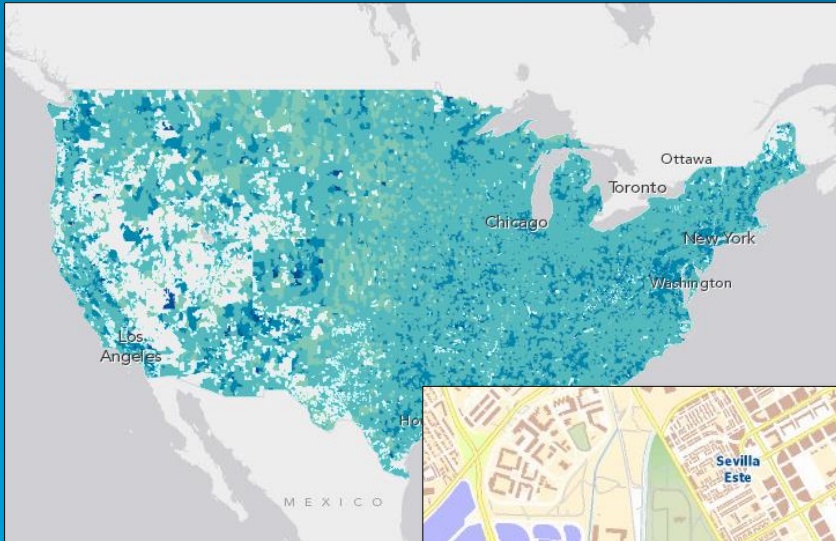 Ottawa
Toronto
Chicago
New York
Washington
Los
Angeles
MEXICO
Sevilla
Este